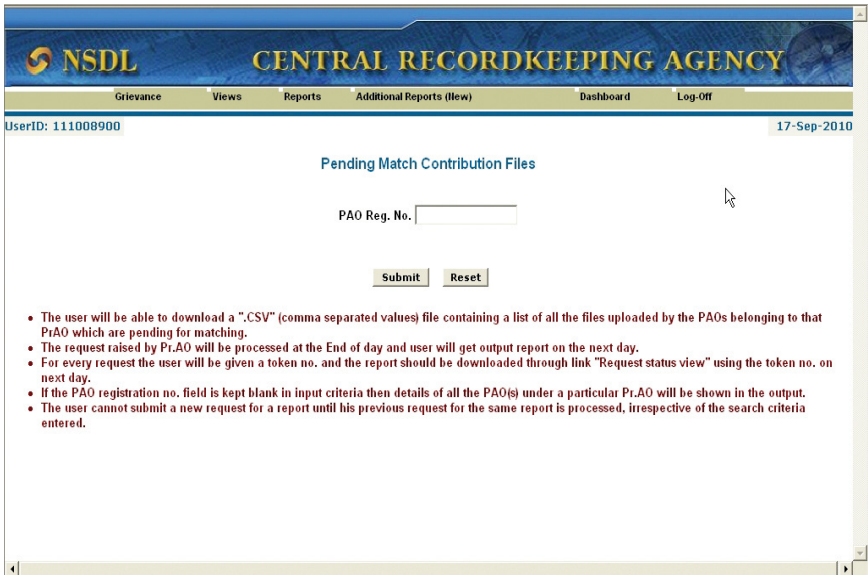 NSDL CENTRAL RECORDKEEPING AGENCY
Grievance Views Reports Additional Reports (New) Dashboard Log-Off
UserID: 111008900 17-Sep-2010
Pending Match Contribution Files
PAO Reg. No.
Submit Reset
• The user will be able to download a ".CSV" (comma separated values) file containing a list of all the files uploaded by the PAOs belonging to that
PrAO which are pending for matching.
• The request raised by Pr.AO will be processed at the End of day and user will get output report on the next day.
• For every request the user will be given a token no. and the report should be downloaded through link "Request status view" using the token no. on
next day.
• If the PAO registration no. field is kept blank in input criteria then details of all the PAO(s) under a particular Pr.AO will be shown in the output.
• The user cannot submit a new request for a report until his previous request for the same report is processed, irrespective of the search criteria
entered.